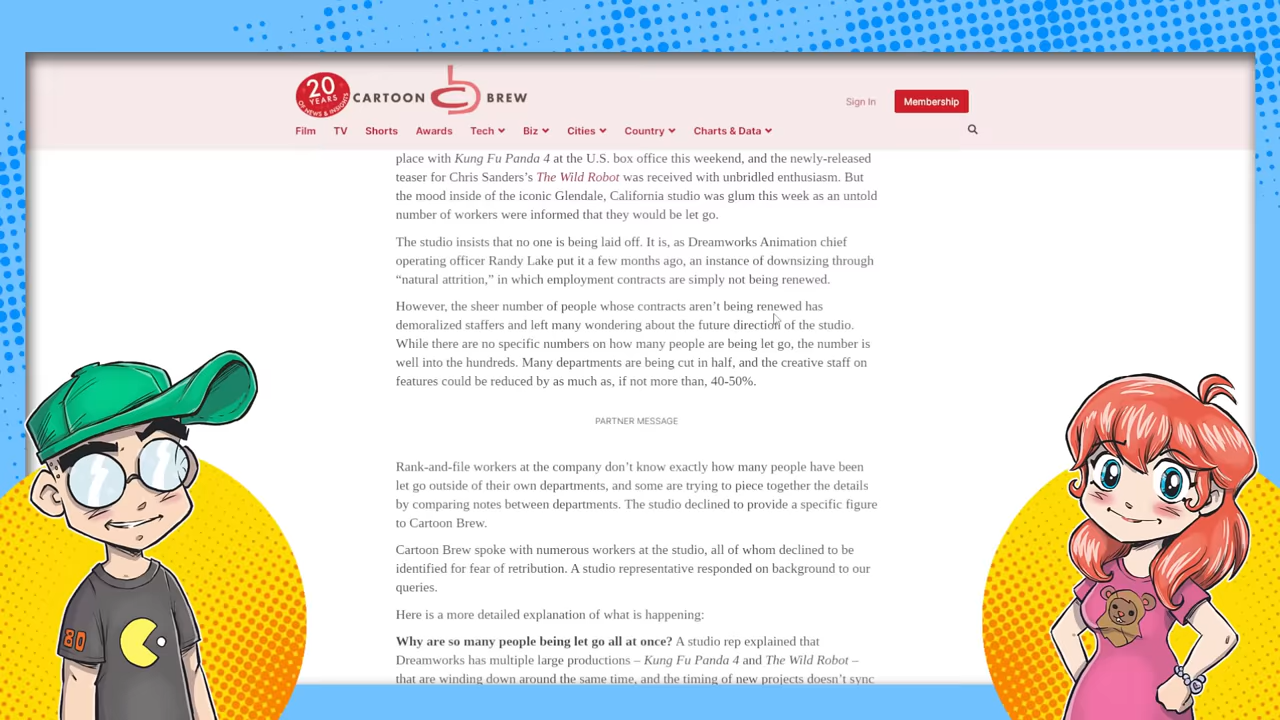 20
YEARS
OF NEWS & INSIGHTS
CARTOON BREW
Sign In
Membership
Film TV Shorts Awards Tech Biz Cities Country Charts & Data
place with Kung Fu Panda 4 at the U.S. box office this weekend, and the newly-released
teaser for Chris Sanders’s The Wild Robot was received with unbridled enthusiasm. But
the mood inside of the iconic Glendale, California studio was glum this week as an untold
number of workers were informed that they would be let go.
The studio insists that no one is being laid off. It is, as Dreamworks Animation chief
operating officer Randy Lake put it a few months ago, an instance of downsizing through
“natural attrition,” in which employment contracts are simply not being renewed.
However, the sheer number of people whose contracts aren’t being renewed has
demoralized staffers and left many wondering about the future direction of the studio.
While there are no specific numbers on how many people are being let go, the number is
well into the hundreds. Many departments are being cut in half, and the creative staff on
features could be reduced by as much as, if not more than, 40-50%.
PARTNER MESSAGE
Rank-and-file workers at the company don’t know exactly how many people have been
let go outside of their own departments, and some are trying to piece together the details
by comparing notes between departments. The studio declined to provide a specific figure
to Cartoon Brew.
Cartoon Brew spoke with numerous workers at the studio, all of whom declined to be
identified for fear of retribution. A studio representative responded on background to our
queries.
Here is a more detailed explanation of what is happening:
Why are so many people being let go all at once? A studio rep explained that
Dreamworks has multiple large productions – Kung Fu Panda 4 and The Wild Robot –
that are winding down around the same time, and the timing of new projects doesn’t sync
80